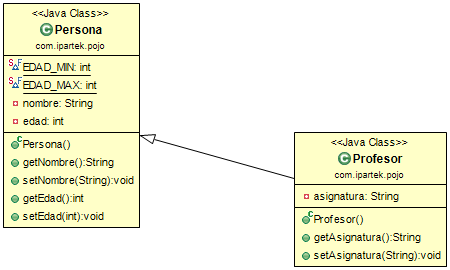 <<Java Class>>
Persona
com.ipartek.pojo
EDAD_MIN: int
EDAD_MAX: int
nombre: String
edad: int
Persona()
getNombre():String
setNombre(String):void
getEdad():int
setEdad(int):void
<<Java Class>>
Profesor
com.ipartek.pojo
asignatura: String
Profesor()
getAsignatura():String
setAsignatura(String):void